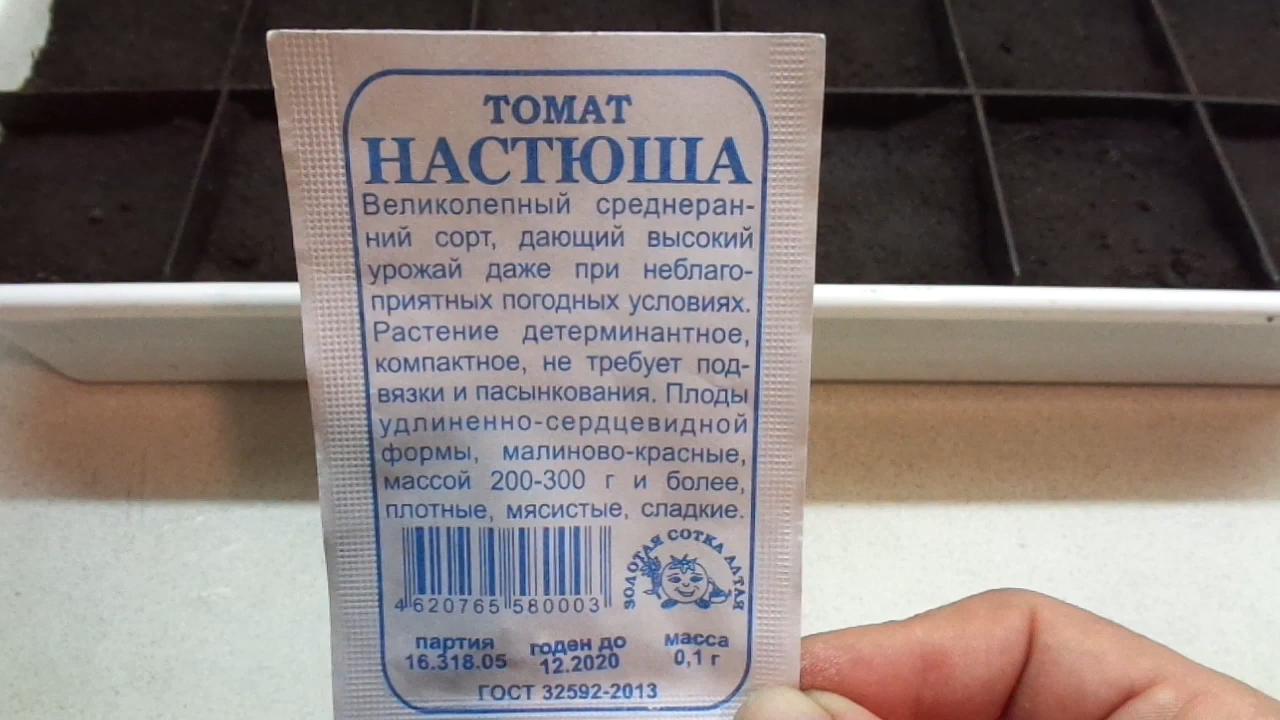 ТОМАТ
НАСТЮША
Великолепный среднеран-
ний сорт, дающий высокий
урожай даже при неблаго-
приятных погодных условиях.
Растение детерминантное,
компактное, не требует под-
вязки и пасынкования. Плоды
удлиненно-сердцевидной
формы, малиново-красные,
массой 200-300 г и более,
плотные, мясистые, сладкие.
4 620765 580003
ЗОЛОТАЯ СОТКА АЛТАЯ
партия годен до масса
16.318.05 12.2020 0,1 г
ГОСТ 32592-2013